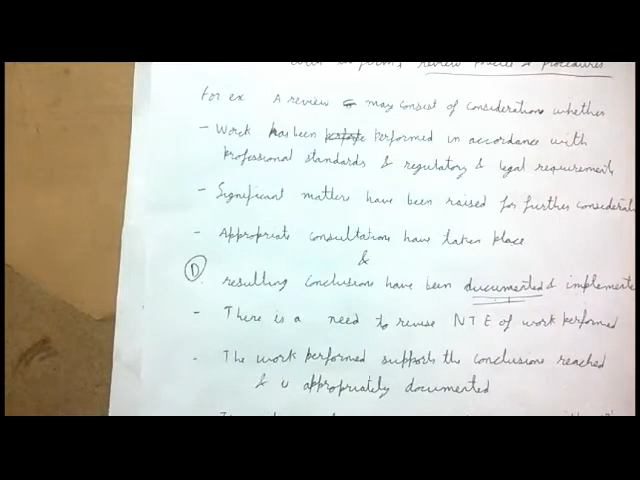 review policies & procedures
For ex A review may consist of considerations whether
- Work has been performed in accordance with
professional standards & regulatory & legal requirements
- Significant matters have been raised for further considerati
- Appropriate consultations have taken place
&
D resulting conclusions have been documented & implemente
- There is a need to revise NTE of work performed
- The work performed supports the conclusions reached
& is appropriately documented